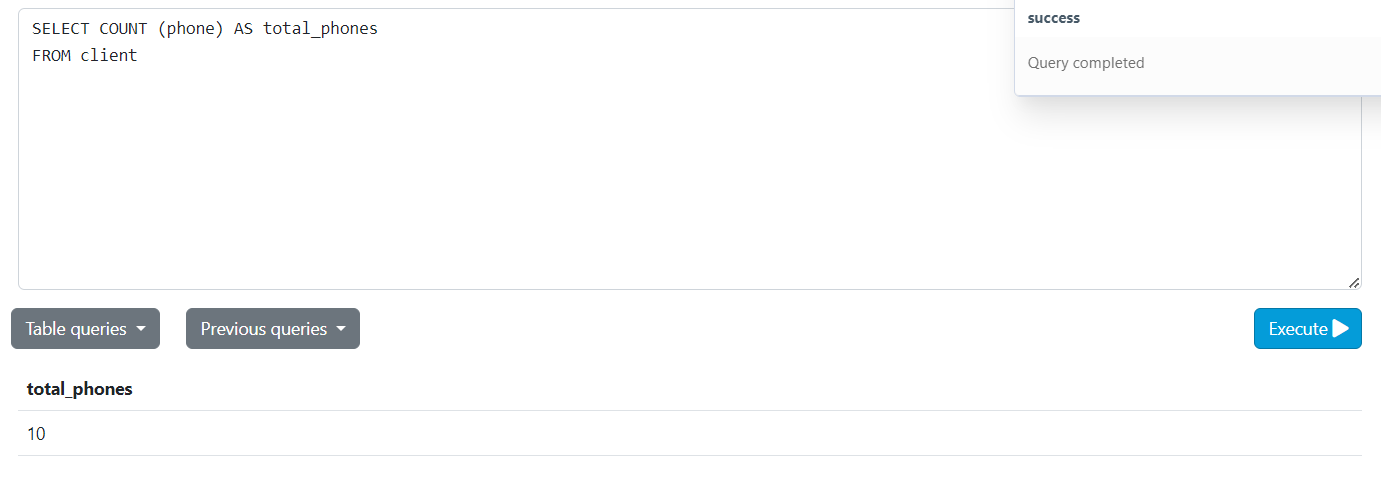 SELECT COUNT (phone) AS total_phones
FROM client
success
Query completed
Table queries
Previous queries
Execute
total_phones
10